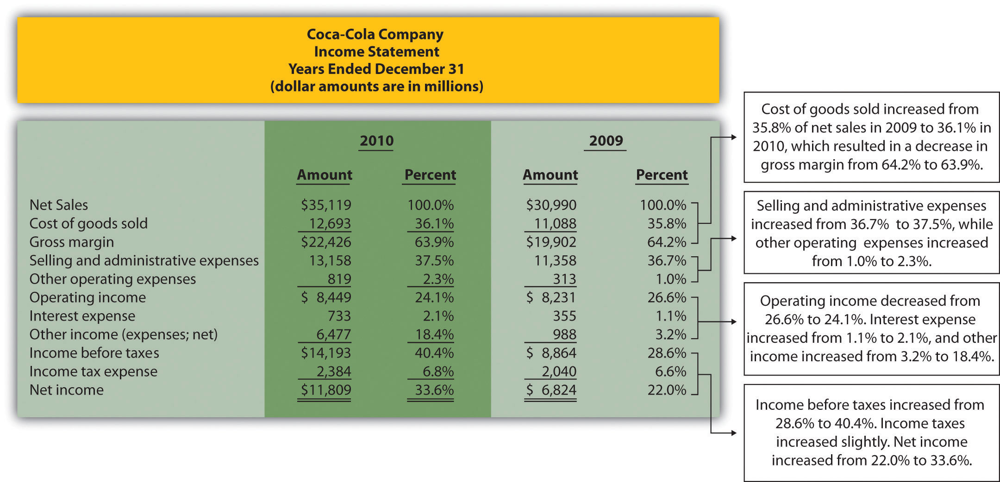 Coca-Cola Company
Income Statement
Years Ended December 31
(dollar amounts are in millions)
2010 2009
Amount Percent Amount Percent
Net Sales $35,119 100.0% $30,990 100.0%
Cost of goods sold 12,693 36.1% 11,088 35.8%
Gross margin $22,426 63.9% $19,902 64.2%
Selling and administrative expenses 13,158 37.5% 11,358 36.7%
Other operating expenses 819 2.3% 313 1.0%
Operating income $ 8,449 24.1% $ 8,231 26.6%
Interest expense 733 2.1% 355 1.1%
Other income (expenses; net) 6,477 18.4% 988 3.2%
Income before taxes $14,193 40.4% $ 8,864 28.6%
Income tax expense 2,384 6.8% 2,040 6.6%
Net income $11,809 33.6% $ 6,824 22.0%
Cost of goods sold increased from
35.8% of net sales in 2009 to 36.1% in
2010, which resulted in a decrease in
gross margin from 64.2% to 63.9%.
Selling and administrative expenses
increased from 36.7% to 37.5%, while
other operating expenses increased
from 1.0% to 2.3%.
Operating income decreased from
26.6% to 24.1%. Interest expense
increased from 1.1% to 2.1%, and other
income increased from 3.2% to 18.4%.
Income before taxes increased from
28.6% to 40.4%. Income taxes
increased slightly. Net income
increased from 22.0% to 33.6%.